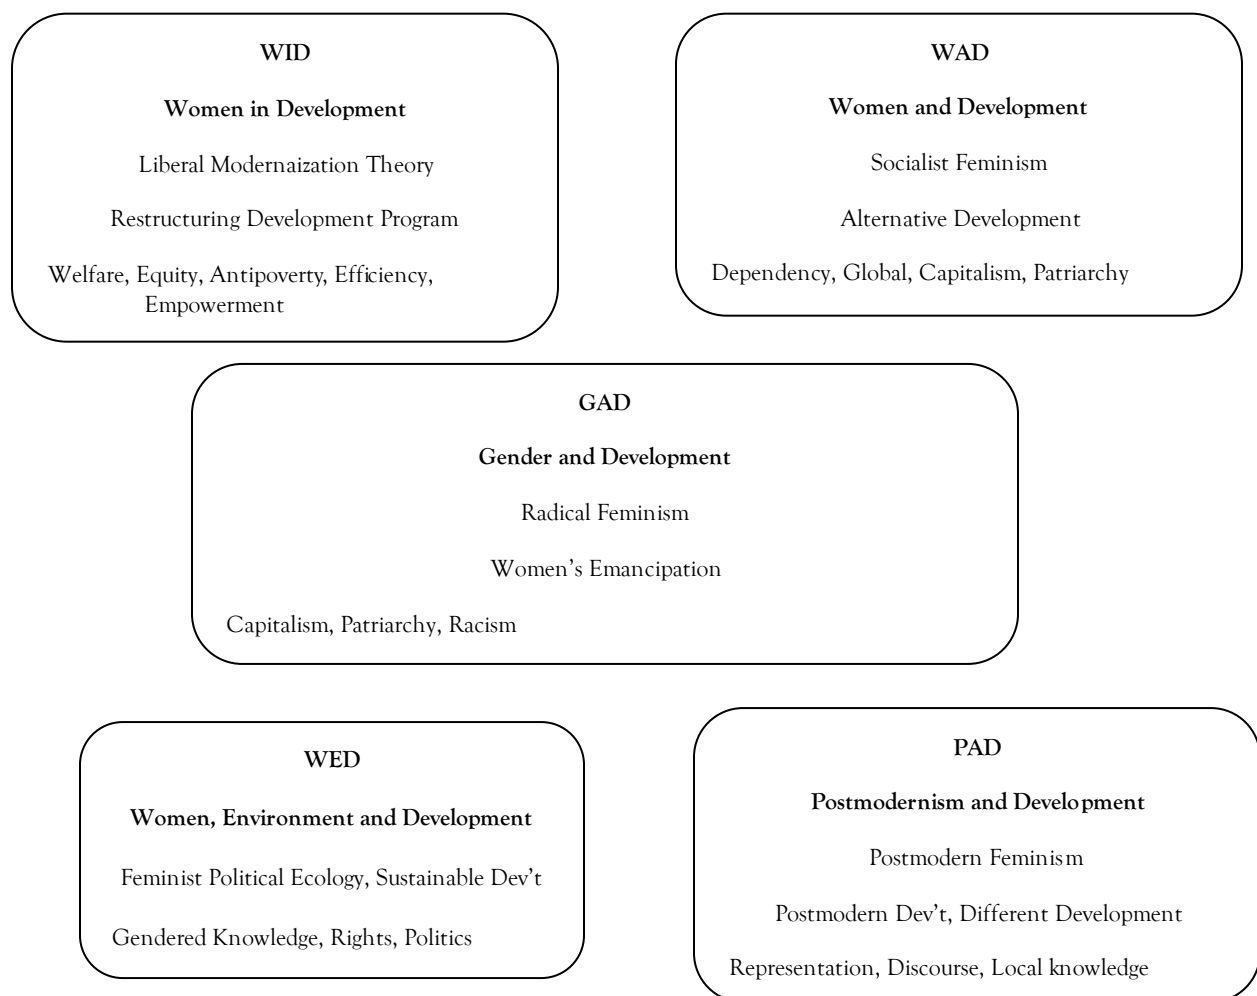 WID
Women in Development
Liberal Modernaization Theory
Restructuring Development Program
Welfare, Equity, Antipoverty, Efficiency,
Empowerment
WAD
Women and Development
Socialist Feminism
Alternative Development
Dependency, Global, Capitalism, Patriarchy
GAD
Gender and Development
Radical Feminism
Women’s Emancipation
Capitalism, Patriarchy, Racism
WED
Women, Environment and Development
Feminist Political Ecology, Sustainable Dev’t
Gendered Knowledge, Rights, Politics
PAD
Postmodernism and Development
Postmodern Feminism
Postmodern Dev’t, Different Development
Representation, Discourse, Local knowledge